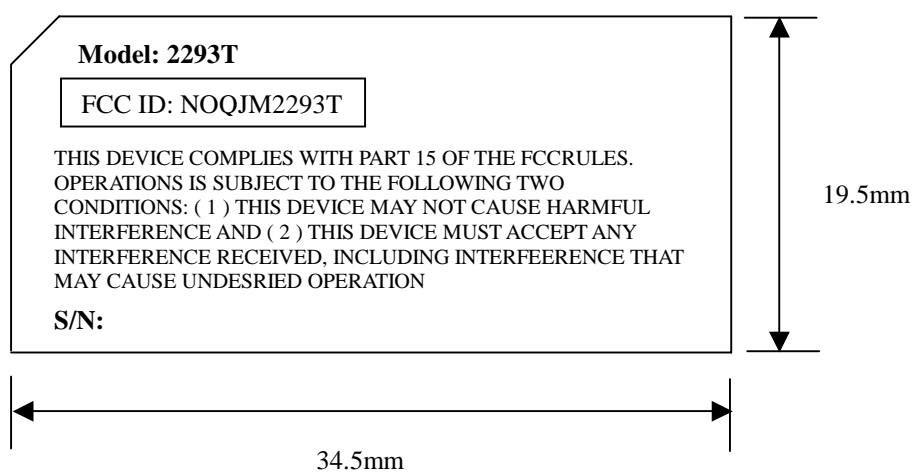 Model: 2293T
FCC ID: NOQJM2293T
THIS DEVICE COMPLIES WITH PART 15 OF THE FCCRULES.
OPERATIONS IS SUBJECT TO THE FOLLOWING TWO
CONDITIONS: ( 1 ) THIS DEVICE MAY NOT CAUSE HARMFUL
INTERFERENCE AND ( 2 ) THIS DEVICE MUST ACCEPT ANY
INTERFERENCE RECEIVED, INCLUDING INTERFEERENCE THAT
MAY CAUSE UNDESRIED OPERATION
S/N:
19.5mm
34.5mm